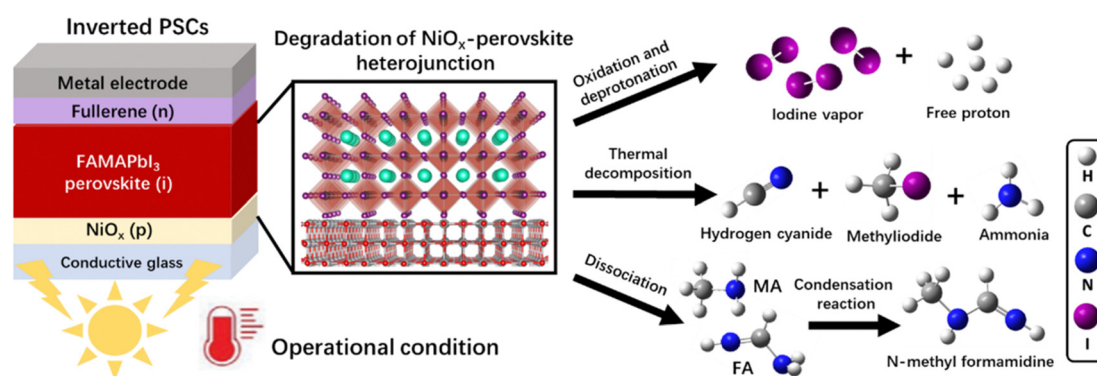 Inverted PSCs
Metal electrode
Fullerene (n)
FAMAPbI₃
perovskite (i)
NiOₓ (p)
Conductive glass
Operational condition
Degradation of NiOₓ-perovskite
heterojunction
Oxidation and
deprotonation
+
Iodine vapor
Free proton
Thermal
decomposition
+
+
Hydrogen cyanide
Methyliodide
Ammonia
Dissociation
MA
FA
Condensation
reaction
N-methyl formamidine
H
C
N
I